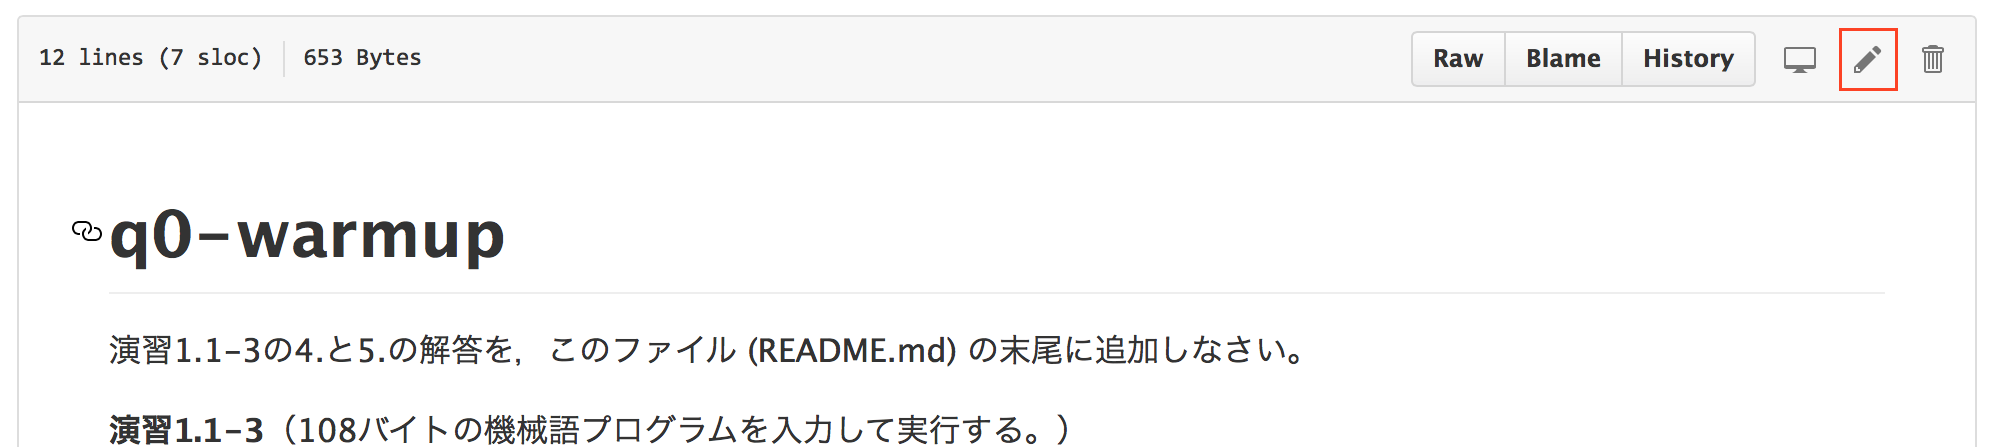 12 lines (7 sloc) 653 Bytes Raw Blame History
q0-warmup
演習1.1-3の4.と5.の解答を，このファイル (README.md) の末尾に追加しなさい。
演習1.1-3（108バイトの機械語プログラムを入力して実行する。）